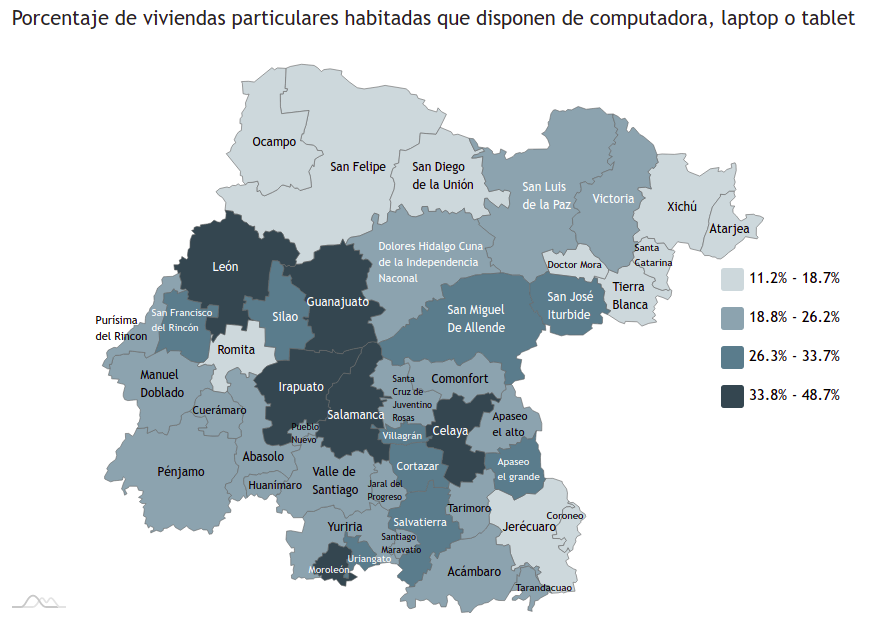 Porcentaje de viviendas particulares habitadas que disponen de computadora, laptop o tablet
Ocampo
San Felipe
San Diego
de la Unión
San Luis
de la Paz
Victoria
Xichú
Atarjea
Santa
Catarina
Doctor Mora
Tierra
Blanca
Dolores Hidalgo Cuna
de la Independencia
Naconal
León
Guanajuato
San Francisco
del Rincón
Silao
Purísima
del Rincon
San Miguel
De Allende
San José
Iturbide
Romita
Manuel
Doblado
Irapuato
Santa
Cruz de
Juventino
Rosas
Comonfort
Cuerámaro
Salamanca
Pueblo
Nuevo
Villagrán
Celaya
Apaseo
el alto
Abasolo
Pénjamo
Huanímaro
Valle de
Santiago
Cortazar
Apaseo
el grande
Jaral del
Progreso
Tarimoro
Salvatierra
Jerécuaro
Coroneo
Yuriria
Santiago
Maravatío
Uriangato
Moroleón
Acámbaro
Tarandacuao
11.2% - 18.7%
18.8% - 26.2%
26.3% - 33.7%
33.8% - 48.7%